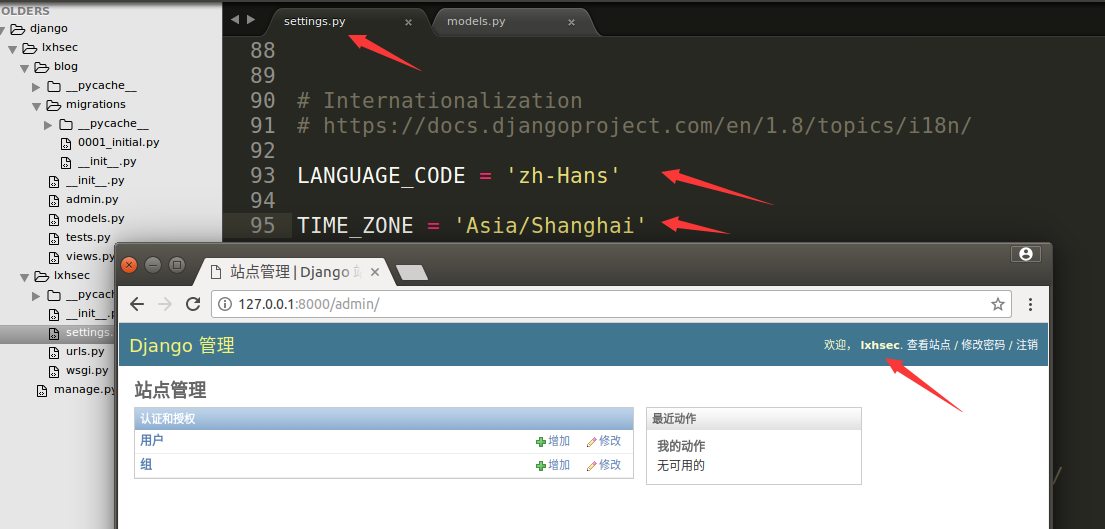 OLDERS
django
lxhsec
blog
__pycache__
migrations
__pycache__
0001_initial.py
__init__.py
__init__.py
admin.py
models.py
tests.py
views.py
lxhsec
__pycach
__init__.p
settings.
urls.py
wsgi.py
manage.py
settings.py × models.py ×
88
89
90 # Internationalization
91 # https://docs.djangoproject.com/en/1.8/topics/i18n/
92
93 LANGUAGE_CODE = 'zh-Hans'
94
95 TIME_ZONE = 'Asia/Shanghai'
站点管理 | Django 站
127.0.0.1:8000/admin/
Django 管理
欢迎， lxhsec. 查看站点 / 修改密码 / 注销
站点管理
认证和授权
用户 增加 修改
组 增加 修改
最近动作
我的动作
无可用的
/